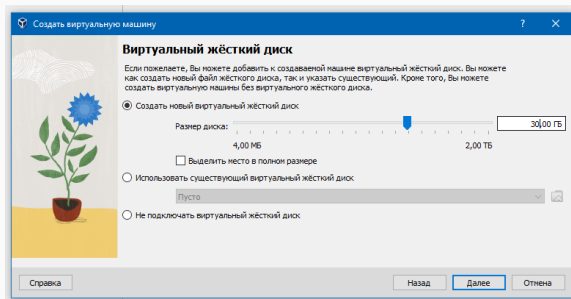 Создать виртуальную машину
Виртуальный жёсткий диск
Если пожелаете, Вы можете добавить к создаваемой машине виртуальный жёсткий диск. Вы можете
как создать новый файл жёсткого диска, так и указать существующий. Кроме того, Вы можете
создать виртуальную машину без виртуального жёсткого диска.
Создать новый виртуальный жёсткий диск
Размер диска: 30,00 ГБ
4,00 МБ 2,00 ТБ
Выделить место в полном размере
Использовать существующий виртуальный жёсткий диск
Пусто
Не подключать виртуальный жёсткий диск
Справка Назад Далее Отмена